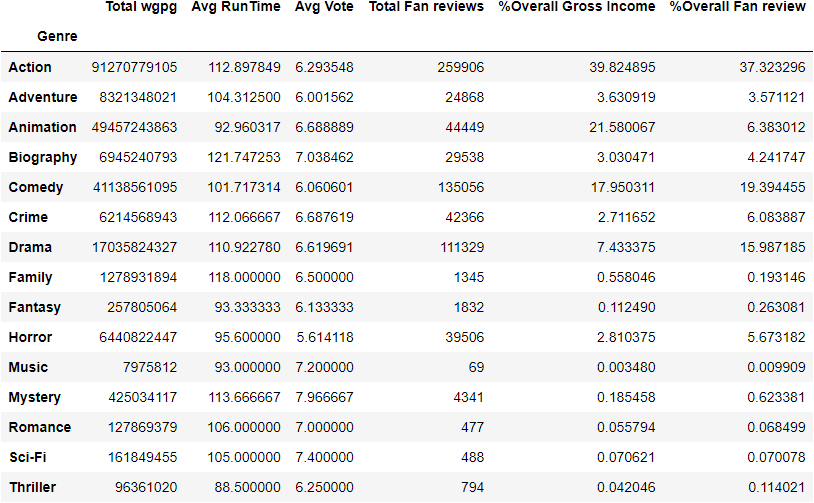 Total wgpg Avg RunTime Avg Vote Total Fan reviews %Overall Gross Income %Overall Fan review
Genre
Action 91270779105 112.897849 6.293548 259906 39.824895 37.323296
Adventure 8321348021 104.312500 6.001562 24868 3.630919 3.571121
Animation 49457243863 92.960317 6.688889 44449 21.580067 6.383012
Biography 6945240793 121.747253 7.038462 29538 3.030471 4.241747
Comedy 41138561095 101.717314 6.060601 135056 17.950311 19.394455
Crime 6214568943 112.066667 6.687619 42366 2.711652 6.083887
Drama 17035824327 110.922780 6.619691 111329 7.433375 15.987185
Family 1278931894 118.000000 6.500000 1345 0.558046 0.193146
Fantasy 257805064 93.333333 6.133333 1832 0.112490 0.263081
Horror 6440822447 95.600000 5.614118 39506 2.810375 5.673182
Music 7975812 93.000000 7.200000 69 0.003480 0.009909
Mystery 425034117 113.666667 7.966667 4341 0.185458 0.623381
Romance 127869379 106.000000 7.000000 477 0.055794 0.068499
Sci-Fi 161849455 105.000000 7.400000 488 0.070621 0.070078
Thriller 96361020 88.500000 6.250000 794 0.042046 0.114021